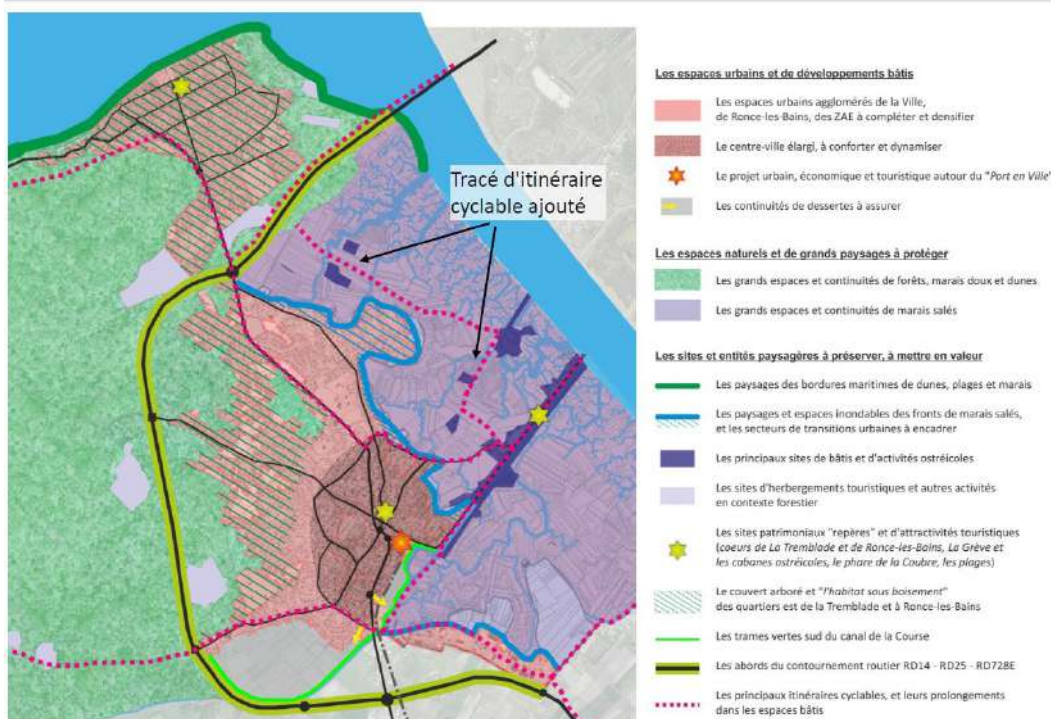 Tracé d'itinéraire
cyclable ajouté
Les espaces urbains et de développements bâtis
Les espaces urbains agglomérés de la Ville,
de Ronce-les-Bains, des ZAE à compléter et densifier
Le centre-ville élargi, à conforter et dynamiser
Le projet urbain, économique et touristique autour du "Port en Ville"
Les continuités de dessertes à assurer
Les espaces naturels et de grands paysages à protéger
Les grands espaces et continuités de forêts, marais doux et dunes
Les grands espaces et continuités de marais salés
Les sites et entités paysagères à préserver, à mettre en valeur
Les paysages des bordures maritimes de dunes, plages et marais
Les paysages et espaces inondables des fronts de marais salés,
et les secteurs de transitions urbaines à encadrer
Les principaux sites de bâtis et d'activités ostréicoles
Les sites d'herbergements touristiques et autres activités
en contexte forestier
Les sites patrimoniaux "repères" et d'attractivités touristiques
(coeurs de La Tremblade et de Ronce-les-Bains, La Grève et
les cabanes ostréicoles, le phare de la Coubre, les plages)
Le couvert arboré et "l'habitat sous boisement"
des quartiers est de la Tremblade et à Ronce-les-Bains
Les trames vertes sud du canal de la Course
Les abords du contournement routier RD14 - RD25 - RD728E
Les principaux itinéraires cyclables, et leurs prolongements
dans les espaces bâtis